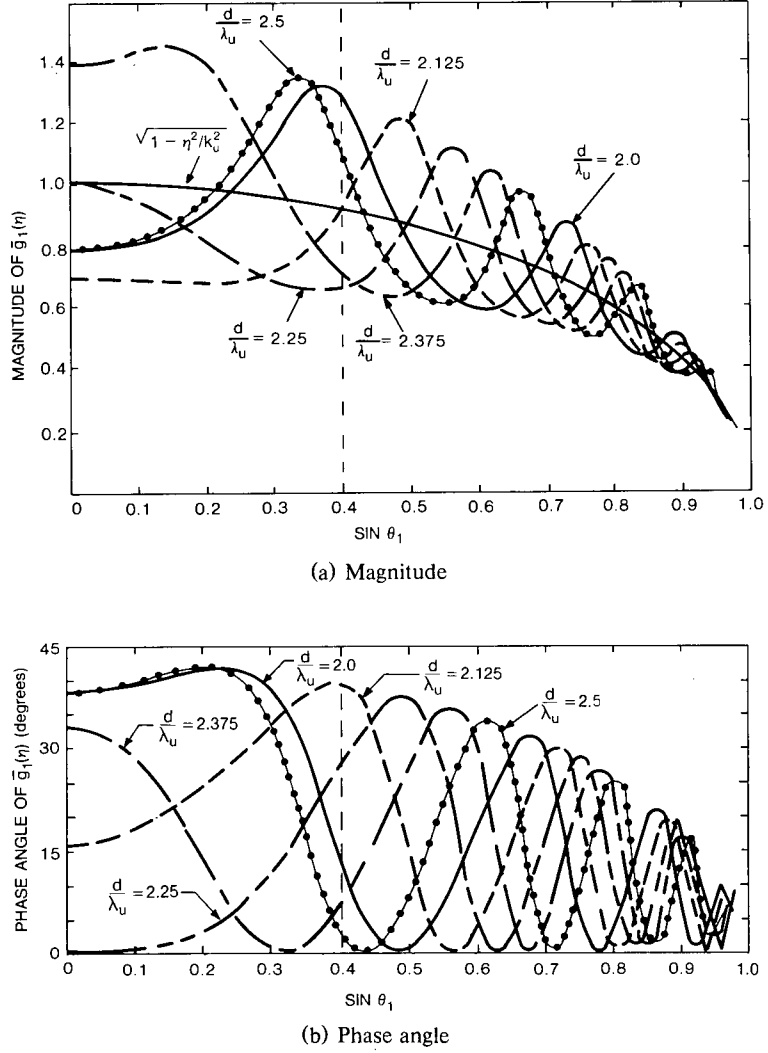 d/λᵤ = 2.5
d/λᵤ = 2.125
√1 − η²/kᵤ²
d/λᵤ = 2.0
d/λᵤ = 2.25
d/λᵤ = 2.375
MAGNITUDE OF g̅₁(η)
1.4
1.2
1.0
0.8
0.6
0.4
0.2
0 0.1 0.2 0.3 0.4 0.5 0.6 0.7 0.8 0.9 1.0
SIN θ₁
(a) Magnitude
PHASE ANGLE OF g̅₁(η) (degrees)
45
30
15
0
d/λᵤ = 2.0
d/λᵤ = 2.125
d/λᵤ = 2.375
d/λᵤ = 2.5
d/λᵤ = 2.25
0 0.1 0.2 0.3 0.4 0.5 0.6 0.7 0.8 0.9 1.0
SIN θ₁
(b) Phase angle